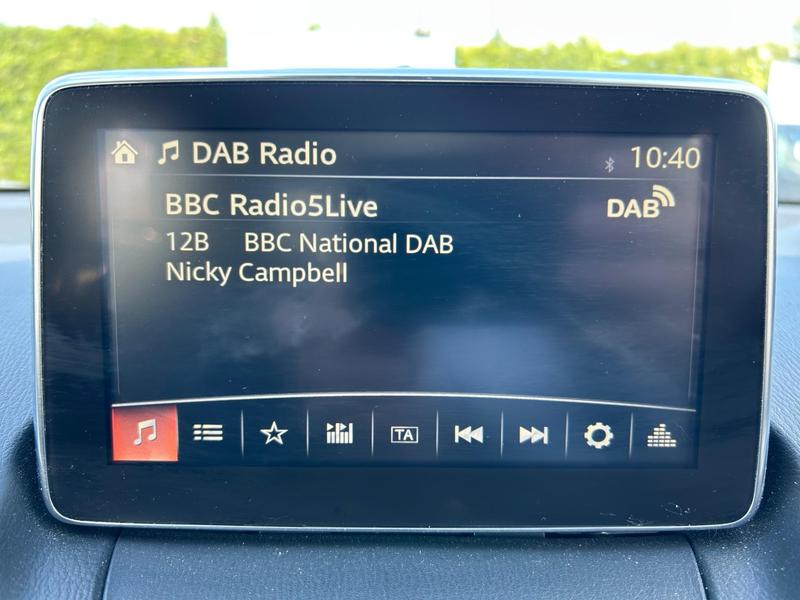 DAB Radio 10:40
BBC Radio5Live DAB
12B BBC National DAB
Nicky Campbell
TA